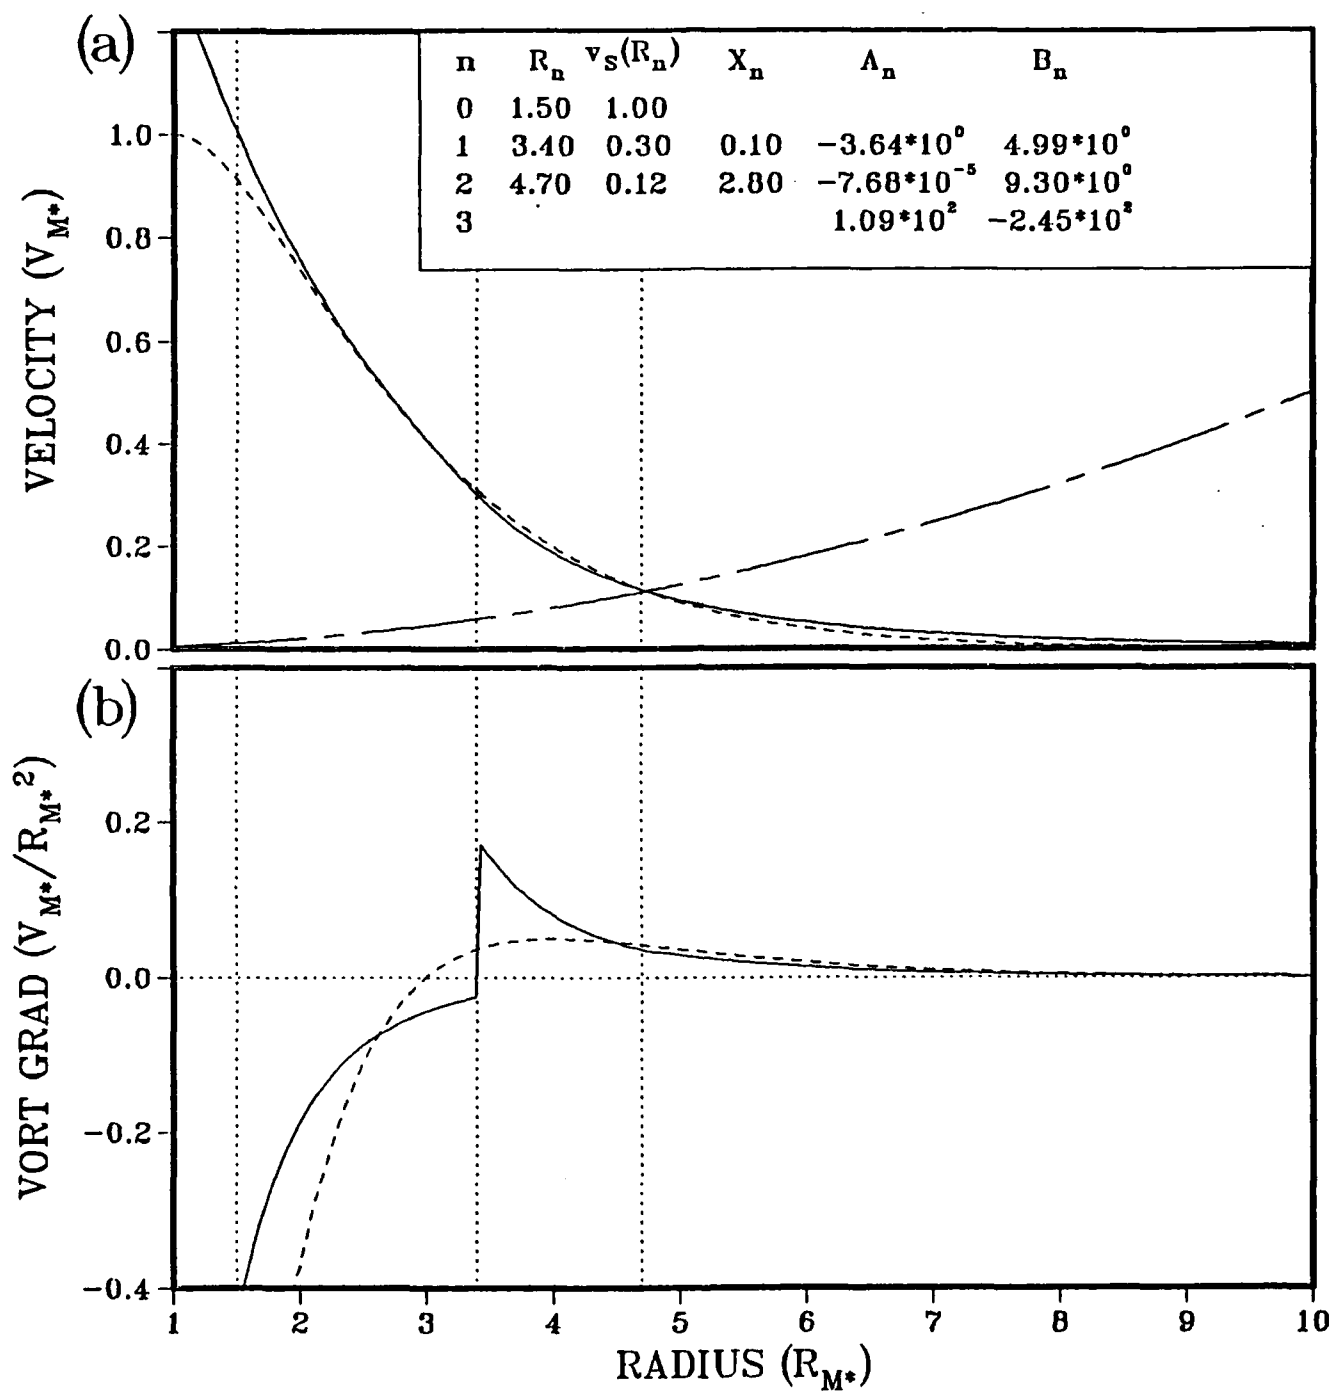 (a)
n R_n v_S(R_n) X_n A_n B_n
0 1.50 1.00
1 3.40 0.30 0.10 −3.64*10^0 4.99*10^0
2 4.70 0.12 2.80 −7.68*10^-5 9.30*10^0
3 1.09*10^2 −2.45*10^2
VELOCITY (V_M*)
1.0
0.8
0.6
0.4
0.2
0.0
(b)
VORT GRAD (V_M*/R_M*^2)
0.2
0.0
−0.2
−0.4
1 2 3 4 5 6 7 8 9 10
RADIUS (R_M*)